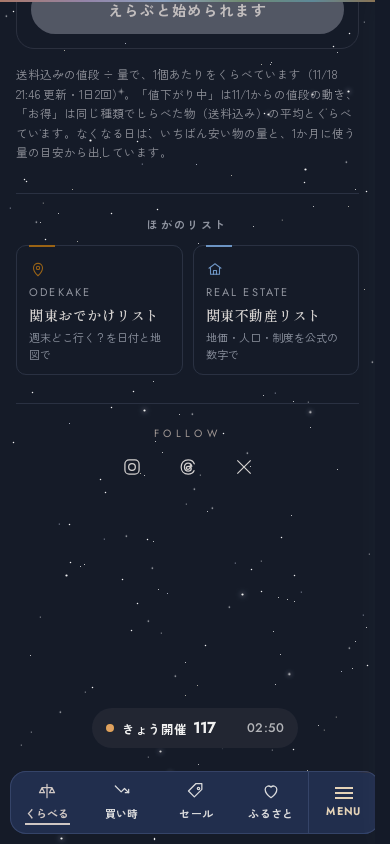 えらぶと始められます
送料込みの値段 ÷ 量で、1個あたりをくらべています（11/18
21:46 更新・1日2回）。「値下がり中」は11/1からの値段の動き、
「お得」は同じ種類でくらべた物（送料込み）の平均とくらべ
ています。なくなる日は、いちばん安い物の量と、1か月に使う
量の目安から出しています。
ほかのリスト
ODEKAKE
関東おでかけリスト
週末どこ行く？を日付と地
図で
REAL ESTATE
関東不動産リスト
地価・人口・制度を公式の
数字で
FOLLOW
きょう開催 117 02:50
くらべる 買い時 セール ふるさと MENU